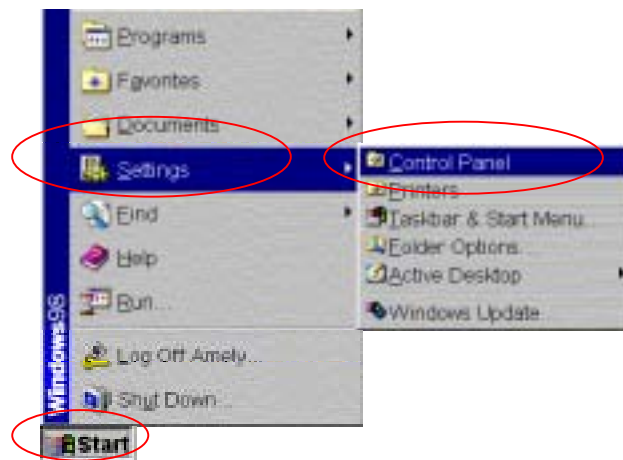 Programs
Favorites
Documents
Settings
Find
Help
Run...
Log Off Amely...
Shut Down...
Windows98
Start
Control Panel
Printers
Taskbar & Start Menu...
Folder Options...
Active Desktop
Windows Update